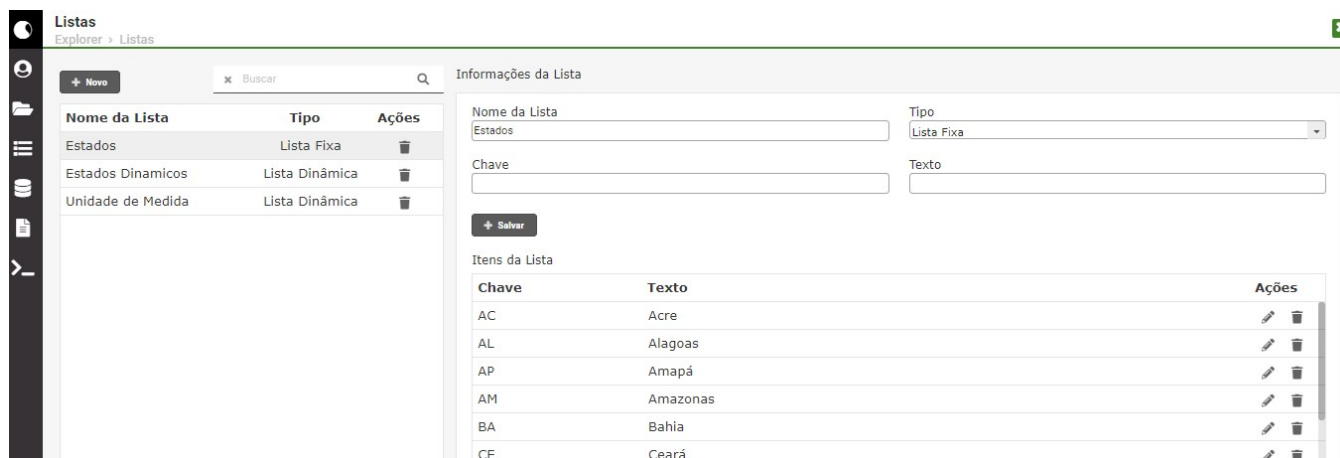 Listas
Explorer › Listas
+ Novo
× Buscar
Nome da Lista Tipo Ações
Estados Lista Fixa
Estados Dinamicos Lista Dinâmica
Unidade de Medida Lista Dinâmica
Informações da Lista
Nome da Lista Tipo
Estados Lista Fixa
Chave Texto
+ Salvar
Itens da Lista
Chave Texto Ações
AC Acre
AL Alagoas
AP Amapá
AM Amazonas
BA Bahia
CE Ceará